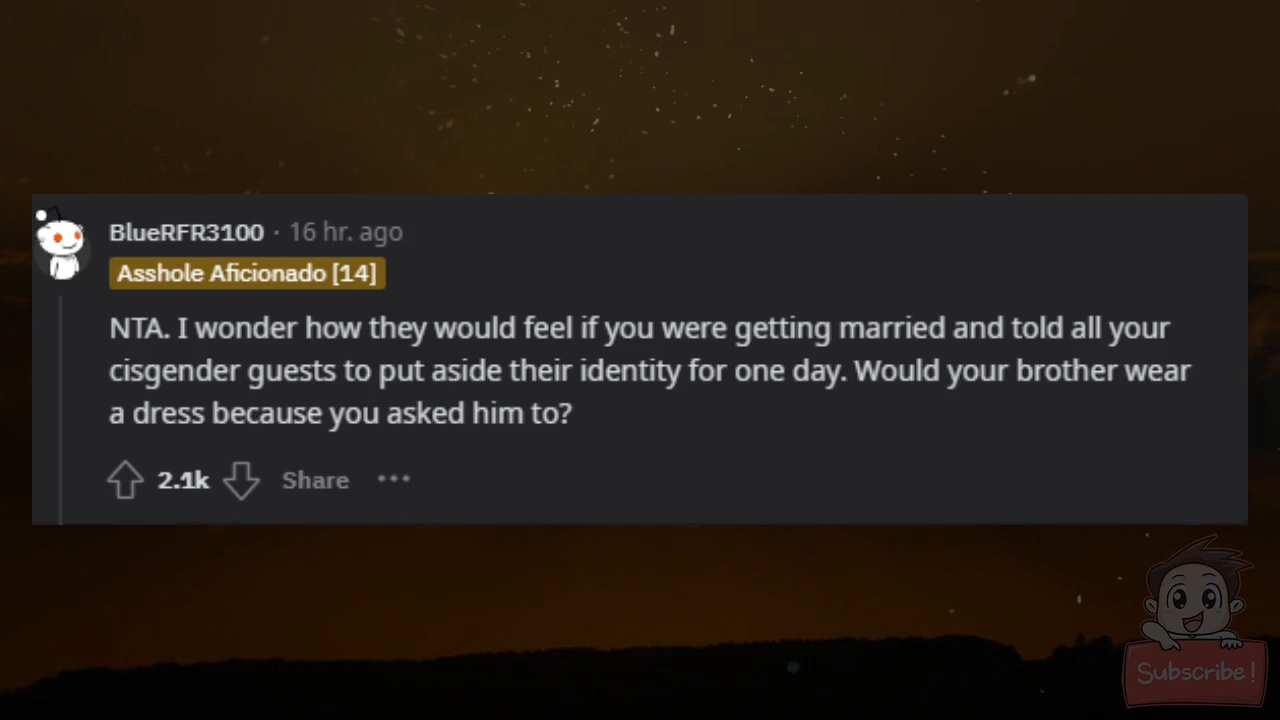 BlueRFR3100 · 16 hr. ago
Asshole Aficionado [14]
NTA. I wonder how they would feel if you were getting married and told all your
cisgender guests to put aside their identity for one day. Would your brother wear
a dress because you asked him to?
2.1k Share ···
Subscribe!